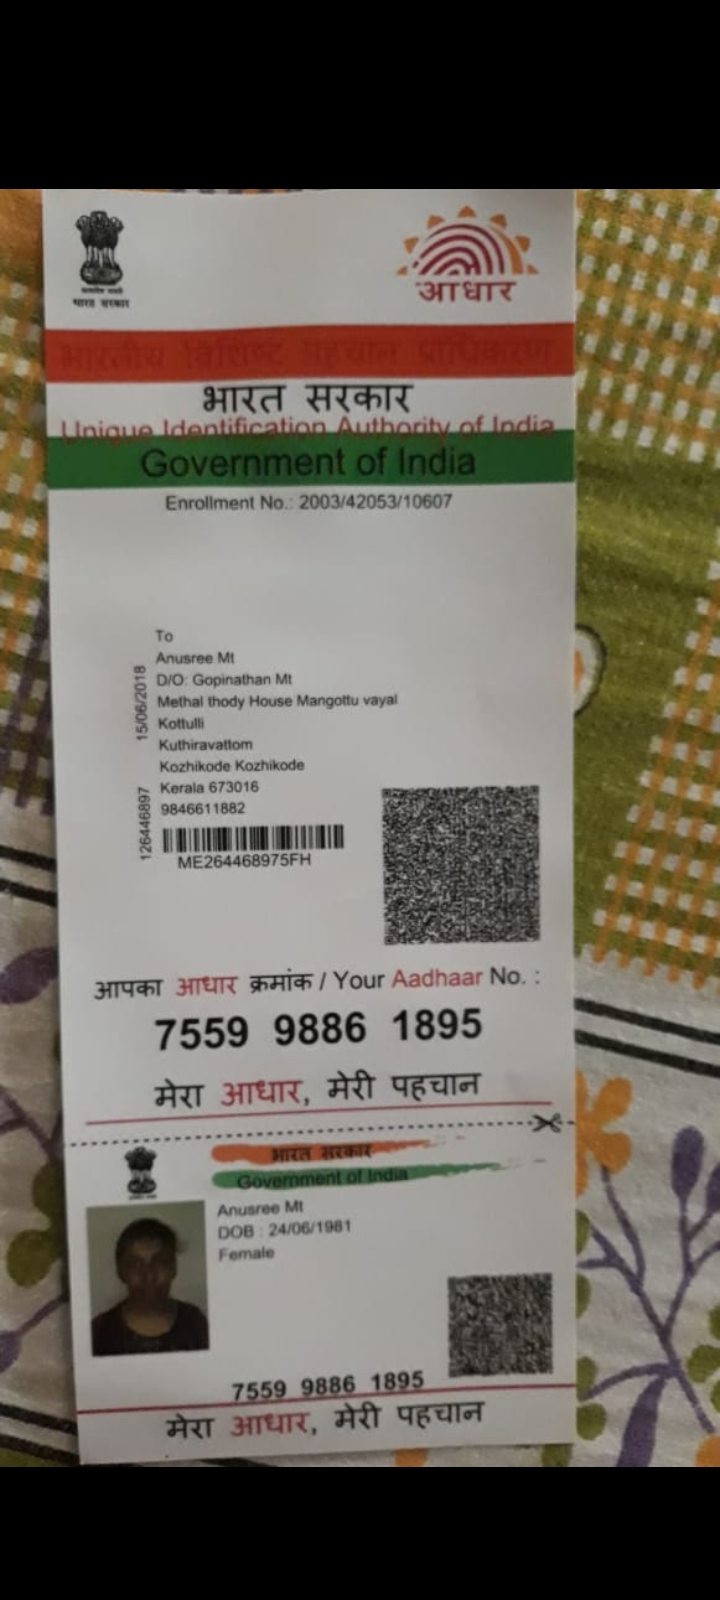 भारत सरकार
आधार
भारतीय विशिष्ट पहचान प्राधिकरण
भारत सरकार
Unique Identification Authority of India
Government of India
Enrollment No.: 2003/42053/10607
To
Anusree Mt
D/O: Gopinathan Mt
Methal thody House Mangottu vayal
Kottulli
Kuthiravattom
Kozhikode Kozhikode
Kerala 673016
9846611882
15/06/2018
126446897
ME264468975FH
आपका आधार क्रमांक / Your Aadhaar No. :
7559 9886 1895
मेरा आधार, मेरी पहचान
भारत सरकार
Government of India
Anusree Mt
DOB : 24/06/1981
Female
7559 9886 1895
मेरा आधार, मेरी पहचान